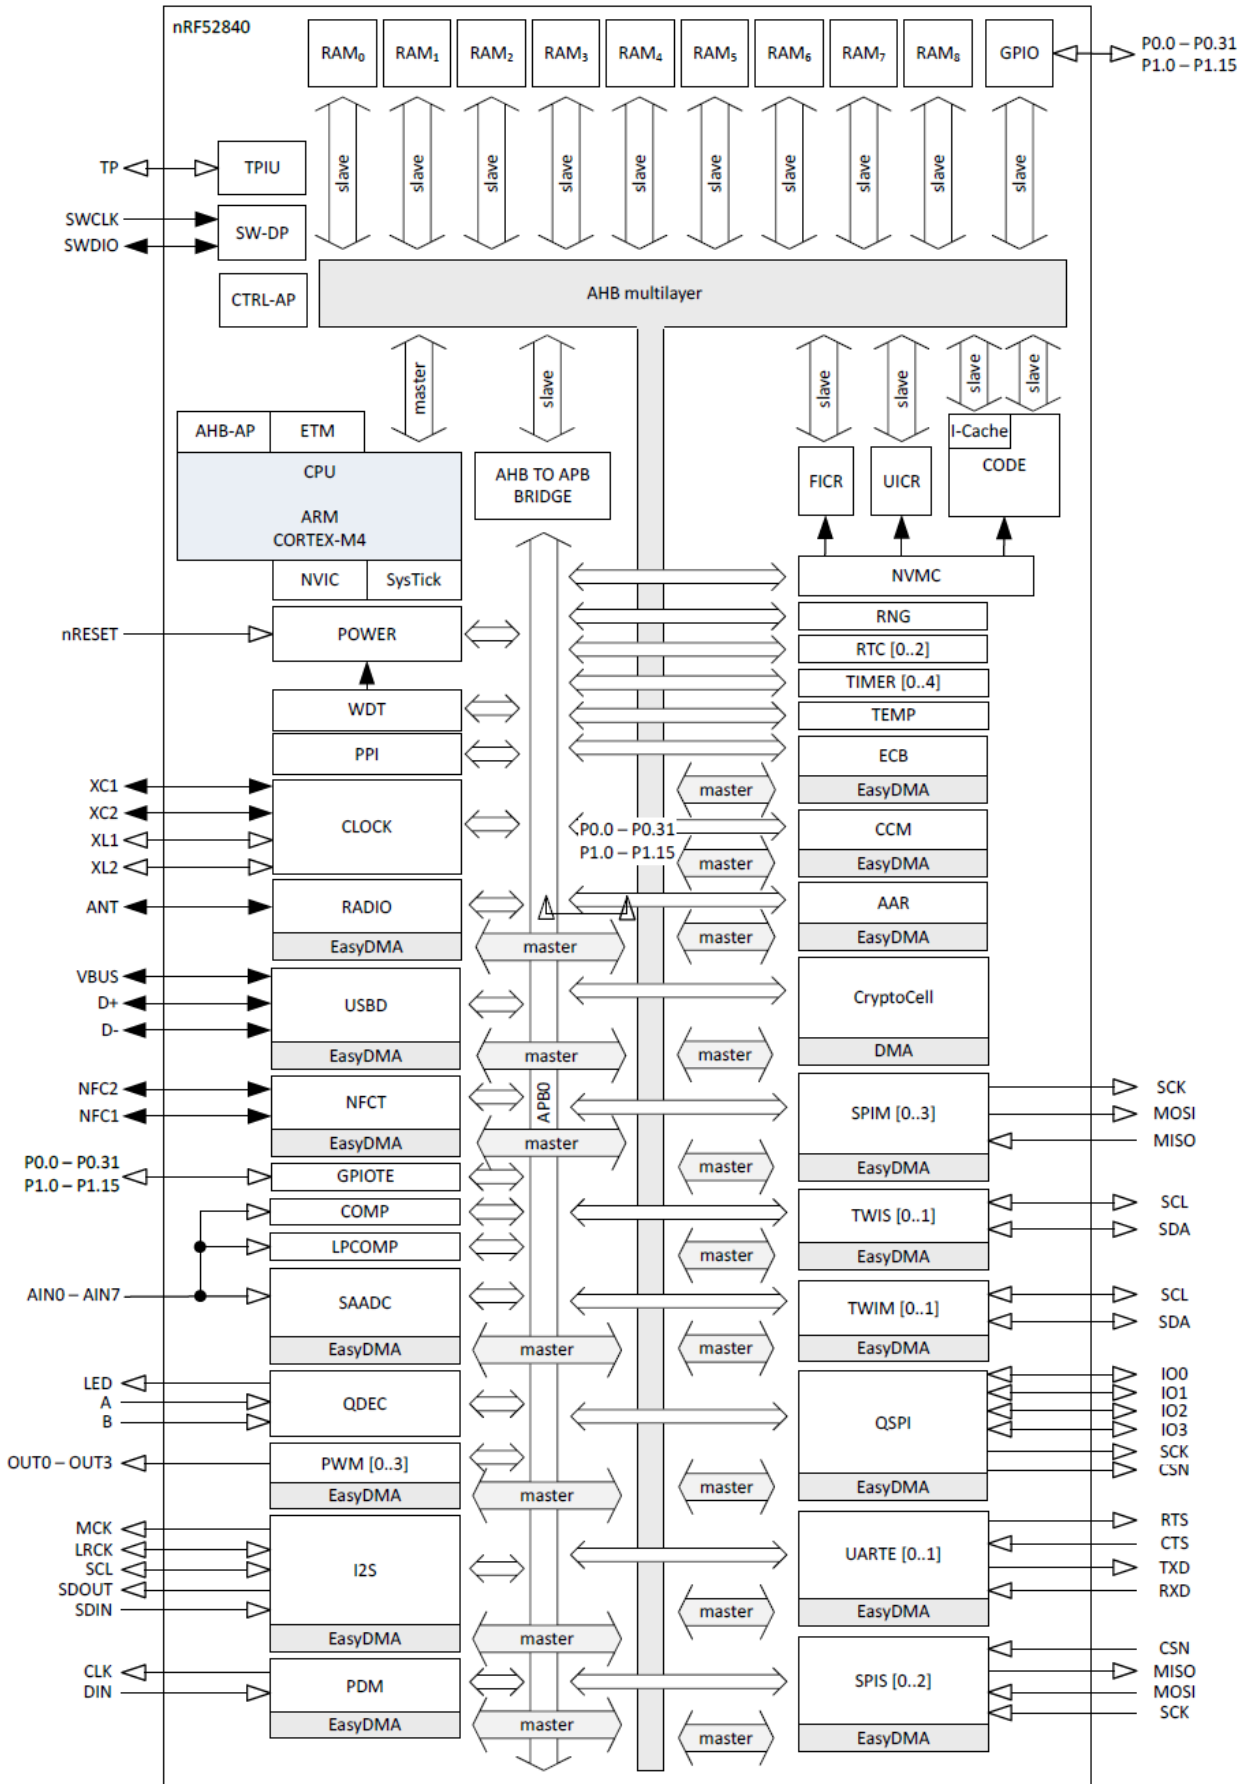 nRF52840
RAM₀ RAM₁ RAM₂ RAM₃ RAM₄ RAM₅ RAM₆ RAM₇ RAM₈ GPIO
P0.0 – P0.31
P1.0 – P1.15
slave slave slave slave slave slave slave slave slave slave
TP TPIU
SWCLK
SWDIO
SW-DP
CTRL-AP
AHB multilayer
master slave slave slave slave slave
AHB-AP ETM
I-Cache
CODE
CPU
ARM
CORTEX-M4
AHB TO APB
BRIDGE
FICR UICR
NVIC SysTick
NVMC
nRESET POWER
RNG
RTC [0..2]
TIMER [0..4]
WDT
TEMP
PPI
ECB
master EasyDMA
XC1
XC2
XL1
XL2
CLOCK
P0.0 – P0.31
P1.0 – P1.15
CCM
master EasyDMA
ANT RADIO
EasyDMA master
AAR
master EasyDMA
VBUS
D+
D-
USBD
EasyDMA master
CryptoCell
master DMA
NFC2
NFC1
NFCT
EasyDMA master
APB0
SPIM [0..3]
master EasyDMA
SCK
MOSI
MISO
P0.0 – P0.31
P1.0 – P1.15
GPIOTE
COMP
LPCOMP
AIN0 – AIN7
SAADC
EasyDMA master
TWIS [0..1]
master EasyDMA
SCL
SDA
TWIM [0..1]
master EasyDMA
SCL
SDA
LED
A
B
QDEC
QSPI
master EasyDMA
IO0
IO1
IO2
IO3
SCK
CSN
OUT0 – OUT3 PWM [0..3]
EasyDMA master
MCK
LRCK
SCL
SDOUT
SDIN
I2S
EasyDMA master
UARTE [0..1]
master EasyDMA
RTS
CTS
TXD
RXD
CLK
DIN
PDM
EasyDMA master
SPIS [0..2]
master EasyDMA
CSN
MISO
MOSI
SCK